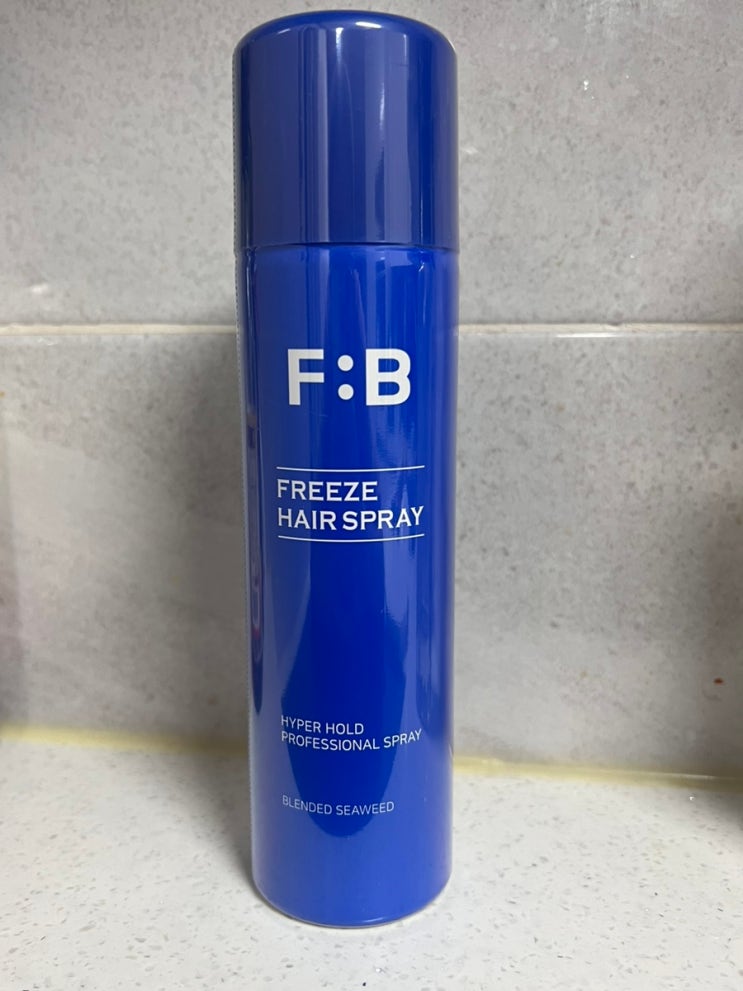 F:B
FREEZE
HAIR SPRAY
HYPER HOLD
PROFESSIONAL SPRAY
BLENDED SEAWEED